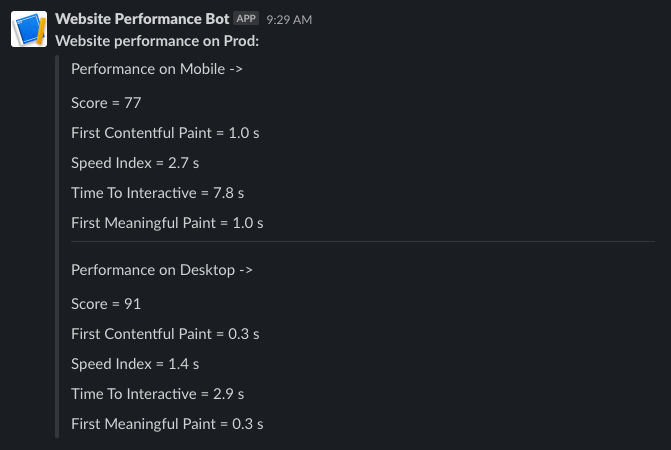 Website Performance Bot APP 9:29 AM
Website performance on Prod:
Performance on Mobile ->
Score = 77
First Contentful Paint = 1.0 s
Speed Index = 2.7 s
Time To Interactive = 7.8 s
First Meaningful Paint = 1.0 s
Performance on Desktop ->
Score = 91
First Contentful Paint = 0.3 s
Speed Index = 1.4 s
Time To Interactive = 2.9 s
First Meaningful Paint = 0.3 s